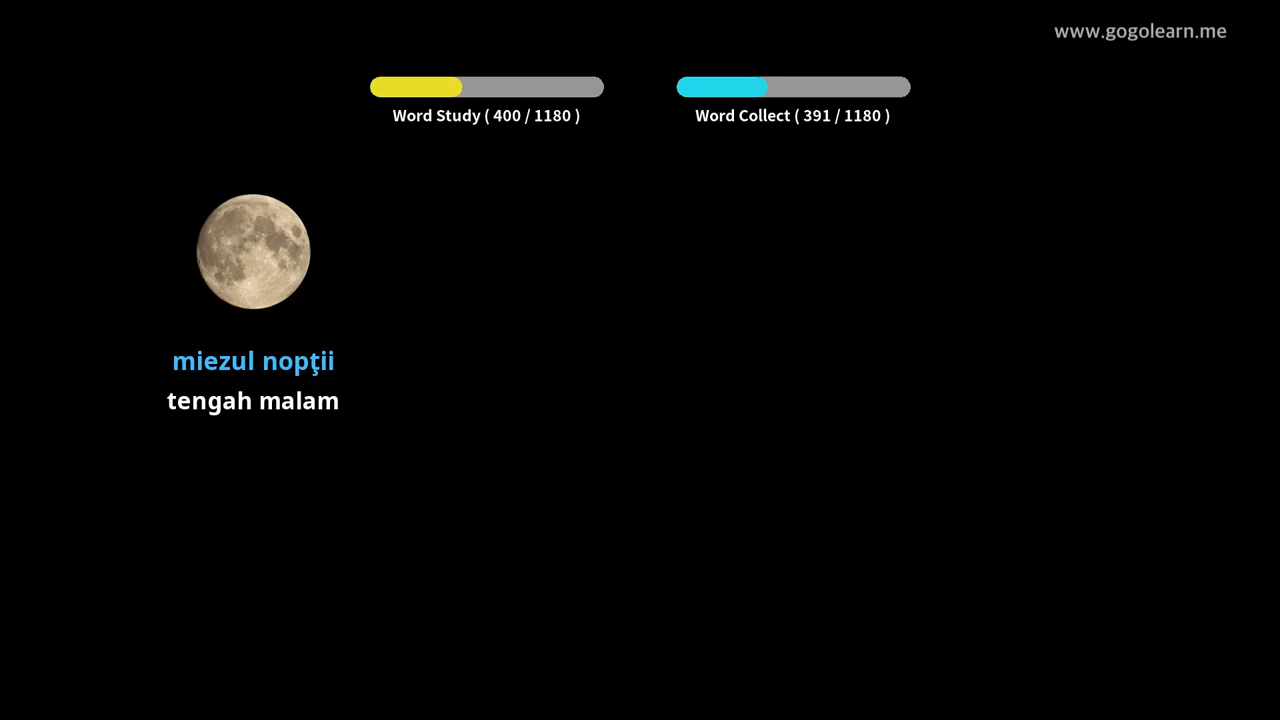 www.gogolearn.me
Word Study ( 400 / 1180 )
Word Collect ( 391 / 1180 )
miezul nopţii
tengah malam